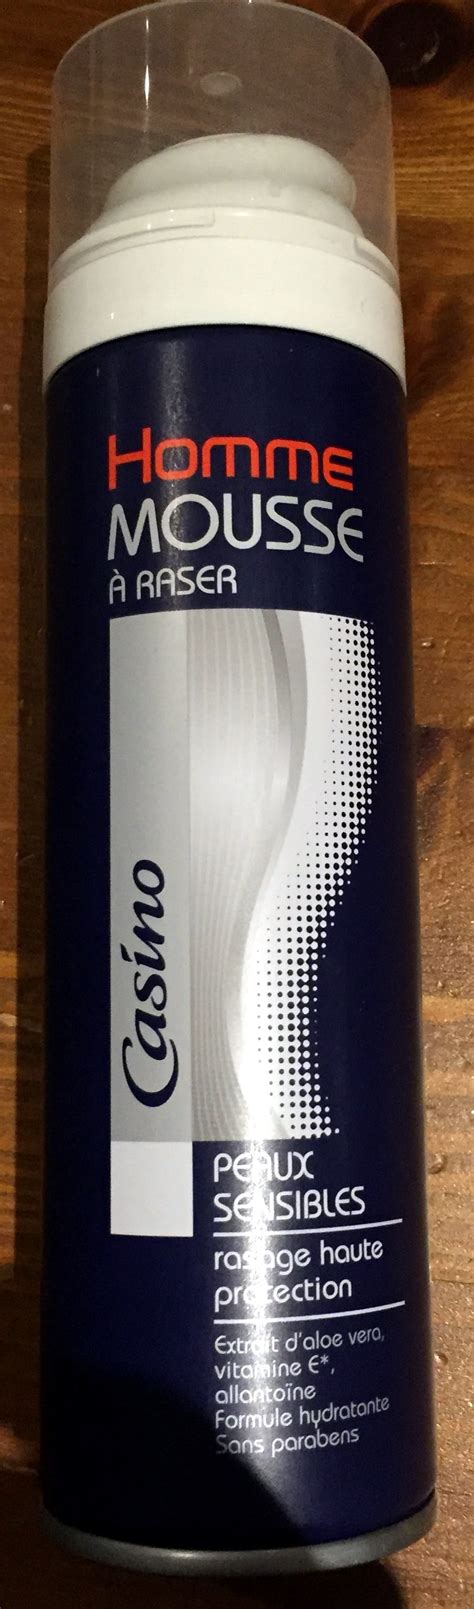 Homme
MOUSSE
À RASER
Casino
PEAUX
SENSIBLES
rasage haute
protection
Extrait d'aloe vera,
vitamine E*,
allantoïne
Formule hydratante
Sans parabens